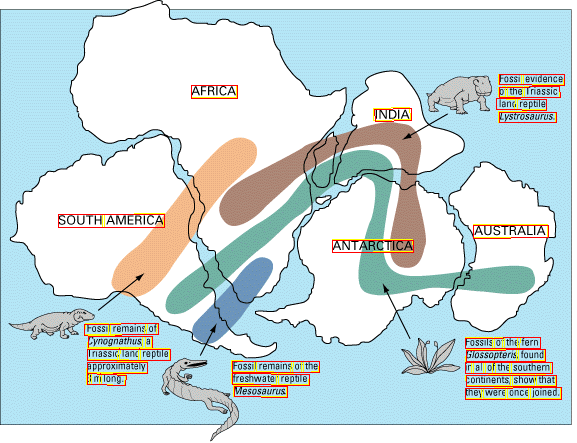 AFRICA
INDIA
Fossil evidence
of the Triassic
land reptile
Lystrosaurus.
SOUTH AMERICA
ANTARCTICA
AUSTRALIA
Fossil remains of
Cynognathus, a
Triassic land reptile
approximately
3 m long.
Fossil remains of the
freshwater reptile
Mesosaurus.
Fossils of the fern
Glossopteris, found
in all of the southern
continents, show that
they were once joined.